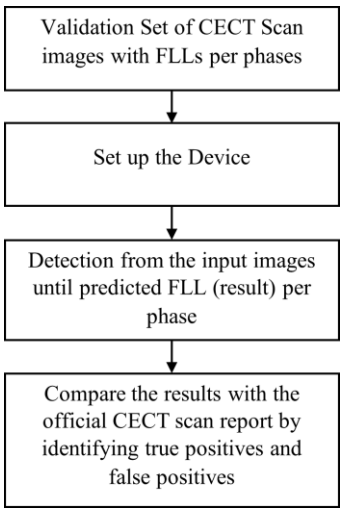 Validation Set of CECT Scan
images with FLLs per phases
Set up the Device
Detection from the input images
until predicted FLL (result) per
phase
Compare the results with the
official CECT scan report by
identifying true positives and
false positives